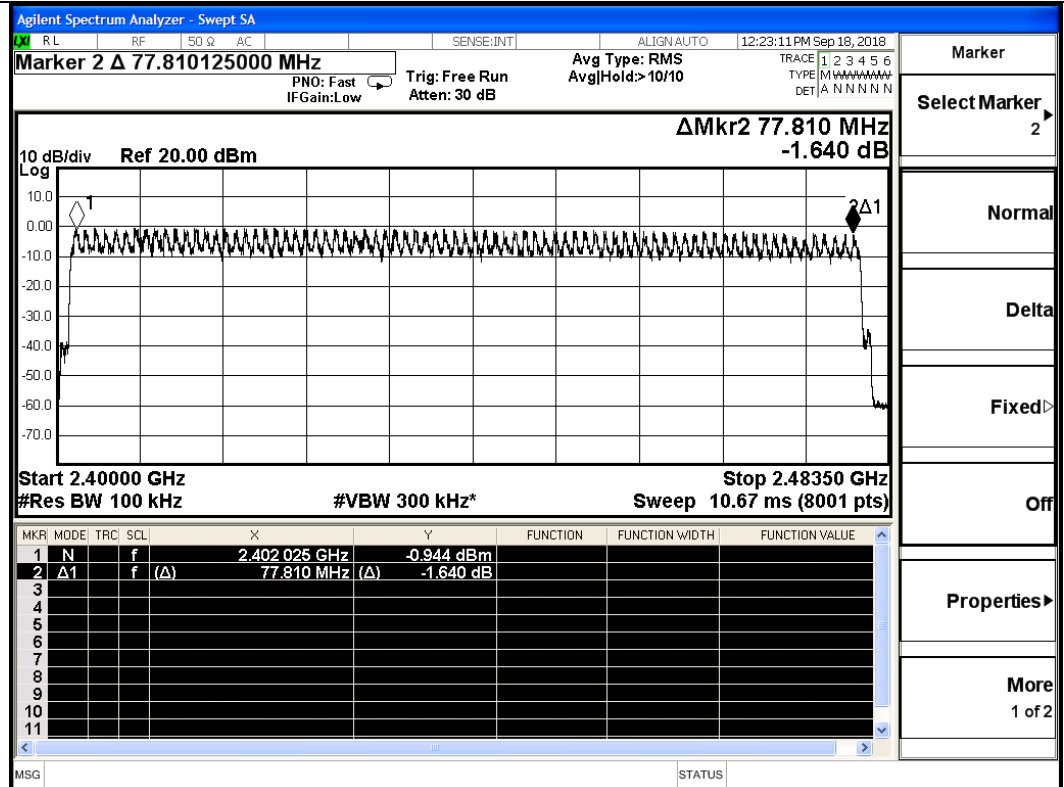 Agilent Spectrum Analyzer - Swept SA
LXI RL RF 50 Ω AC SENSE:INT ALIGN AUTO 12:23:11 PM Sep 18, 2018
Marker 2 Δ 77.810125000 MHz
PNO: Fast
IFGain:Low
Trig: Free Run
Atten: 30 dB
Avg Type: RMS
Avg|Hold:>10/10
TRACE 1 2 3 4 5 6
TYPE M WWWWW
DET A N N N N N
ΔMkr2 77.810 MHz
-1.640 dB
10 dB/div Ref 20.00 dBm
Log
10.0
0.00
-10.0
-20.0
-30.0
-40.0
-50.0
-60.0
-70.0
1
2Δ1
Start 2.40000 GHz Stop 2.48350 GHz
#Res BW 100 kHz #VBW 300 kHz* Sweep 10.67 ms (8001 pts)
MKR MODE TRC SCL X Y FUNCTION FUNCTION WIDTH FUNCTION VALUE
1 N f 2.402 025 GHz -0.944 dBm
2 Δ1 f (Δ) 77.810 MHz (Δ) -1.640 dB
3
4
5
6
7
8
9
10
11
MSG STATUS
Marker
Select Marker
2
Normal
Delta
Fixed
Off
Properties
More
1 of 2